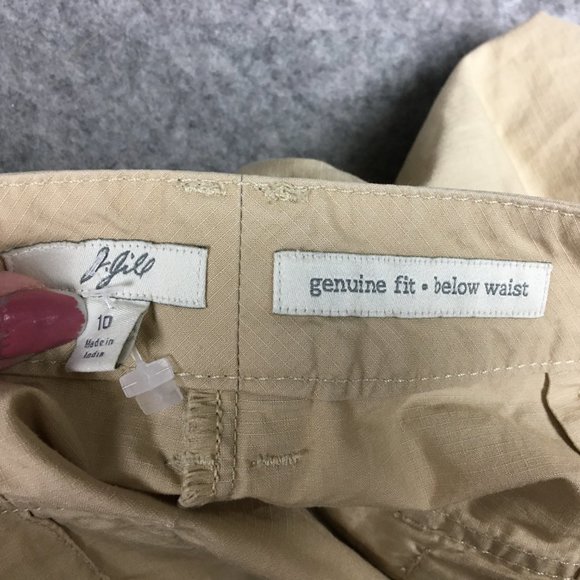 J.Jill
genuine fit • below waist
10
Made in
India